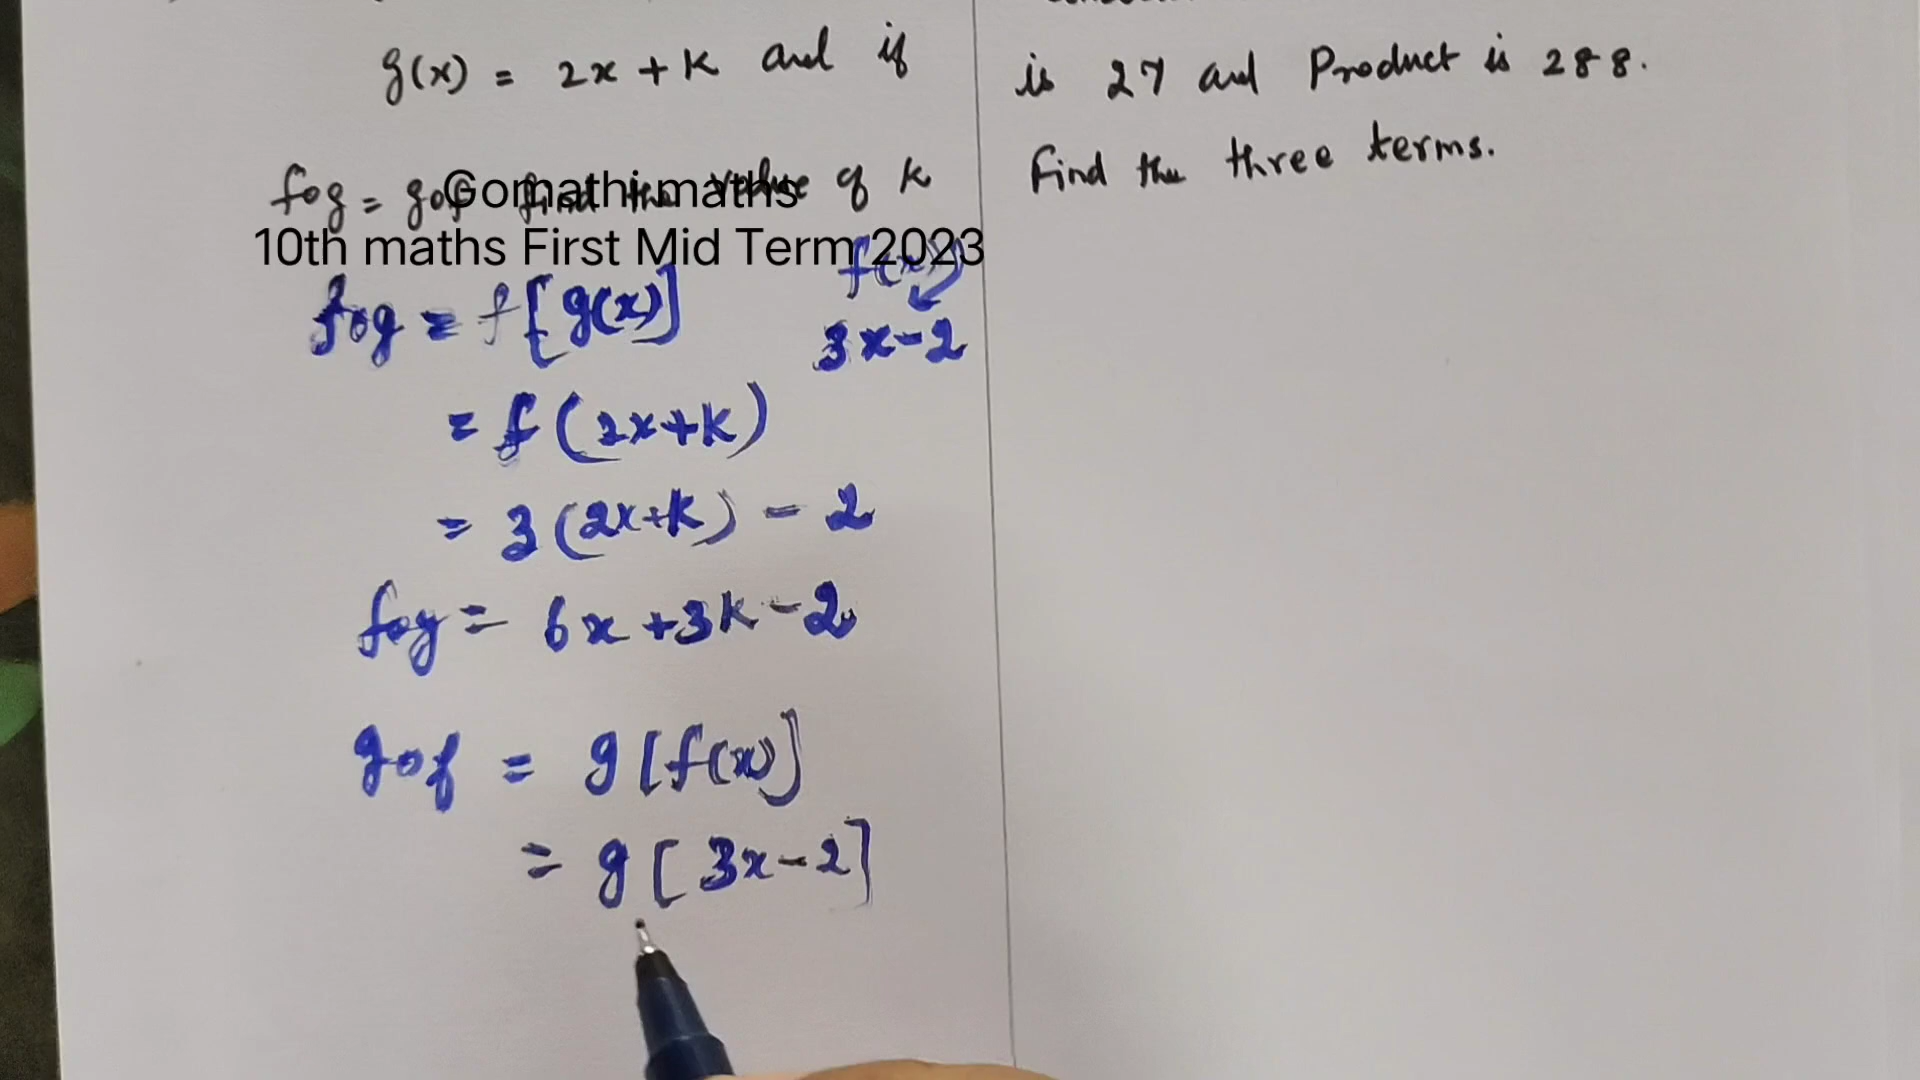 g(x) = 2x + k and if
fog = gof find the value of k
Gomathi maths
10th maths First Mid Term 2023
fog = f[g(x)]
f(x)
3x-2
= f(2x+k)
= 3(2x+k) - 2
fog = 6x+3k-2
gof = g[f(x)]
= g[3x-2]
is 27 and Product is 288.
Find the three terms.